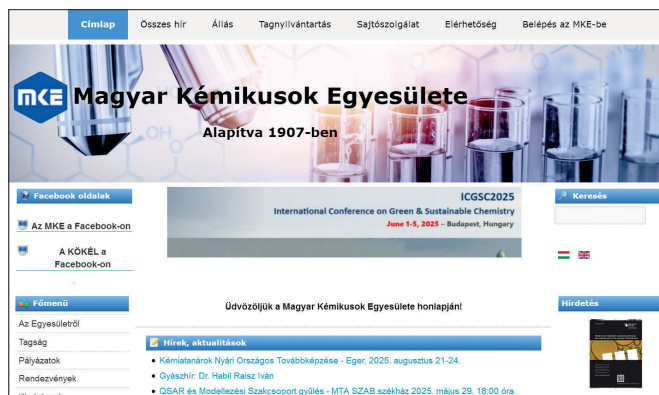 Címlap Összes hír Állás Tagnyilvántartás Sajtószolgálat Elérhetőség Belépés az MKE-be
MKE Magyar Kémikusok Egyesülete
Alapítva 1907-ben
Facebook oldalak
Az MKE a Facebook-on
A KÖKÉL a
Facebook-on
Főmenü
Az Egyesületről
Tagság
Pályázatok
Rendezvények
ICGSC2025
International Conference on Green & Sustainable Chemistry
June 1-5, 2025 – Budapest, Hungary
Üdvözöljük a Magyar Kémikusok Egyesülete honlapján!
Hírek, aktualitások
• Kémiatanárok Nyári Országos Továbbképzése - Eger, 2025. augusztus 21-24.
• Gyászhír: Dr. Habil Raisz Iván
• QSAR és Modellezési Szakcsoport gyűlés - MTA SZAB székház 2025. május 29. 18:00 óra.
Keresés
Hirdetés